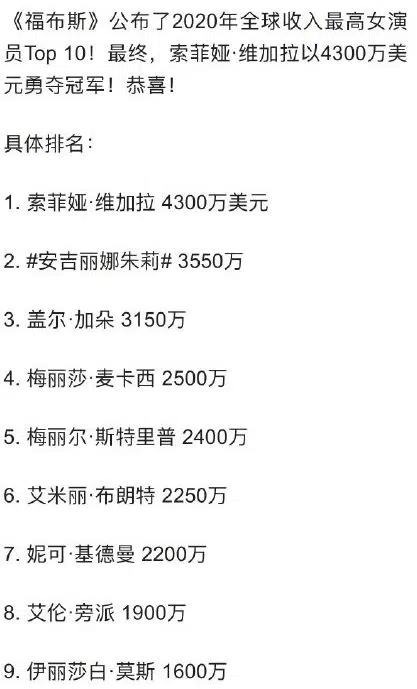 《福布斯》公布了2020年全球收入最高女演
员Top 10！最终，索菲娅·维加拉以4300万美
元勇夺冠军！恭喜！
具体排名：
1. 索菲娅·维加拉 4300万美元
2. #安吉丽娜朱莉# 3550万
3. 盖尔·加朵 3150万
4. 梅丽莎·麦卡西 2500万
5. 梅丽尔·斯特里普 2400万
6. 艾米丽·布朗特 2250万
7. 妮可·基德曼 2200万
8. 艾伦·旁派 1900万
9. 伊丽莎白·莫斯 1600万